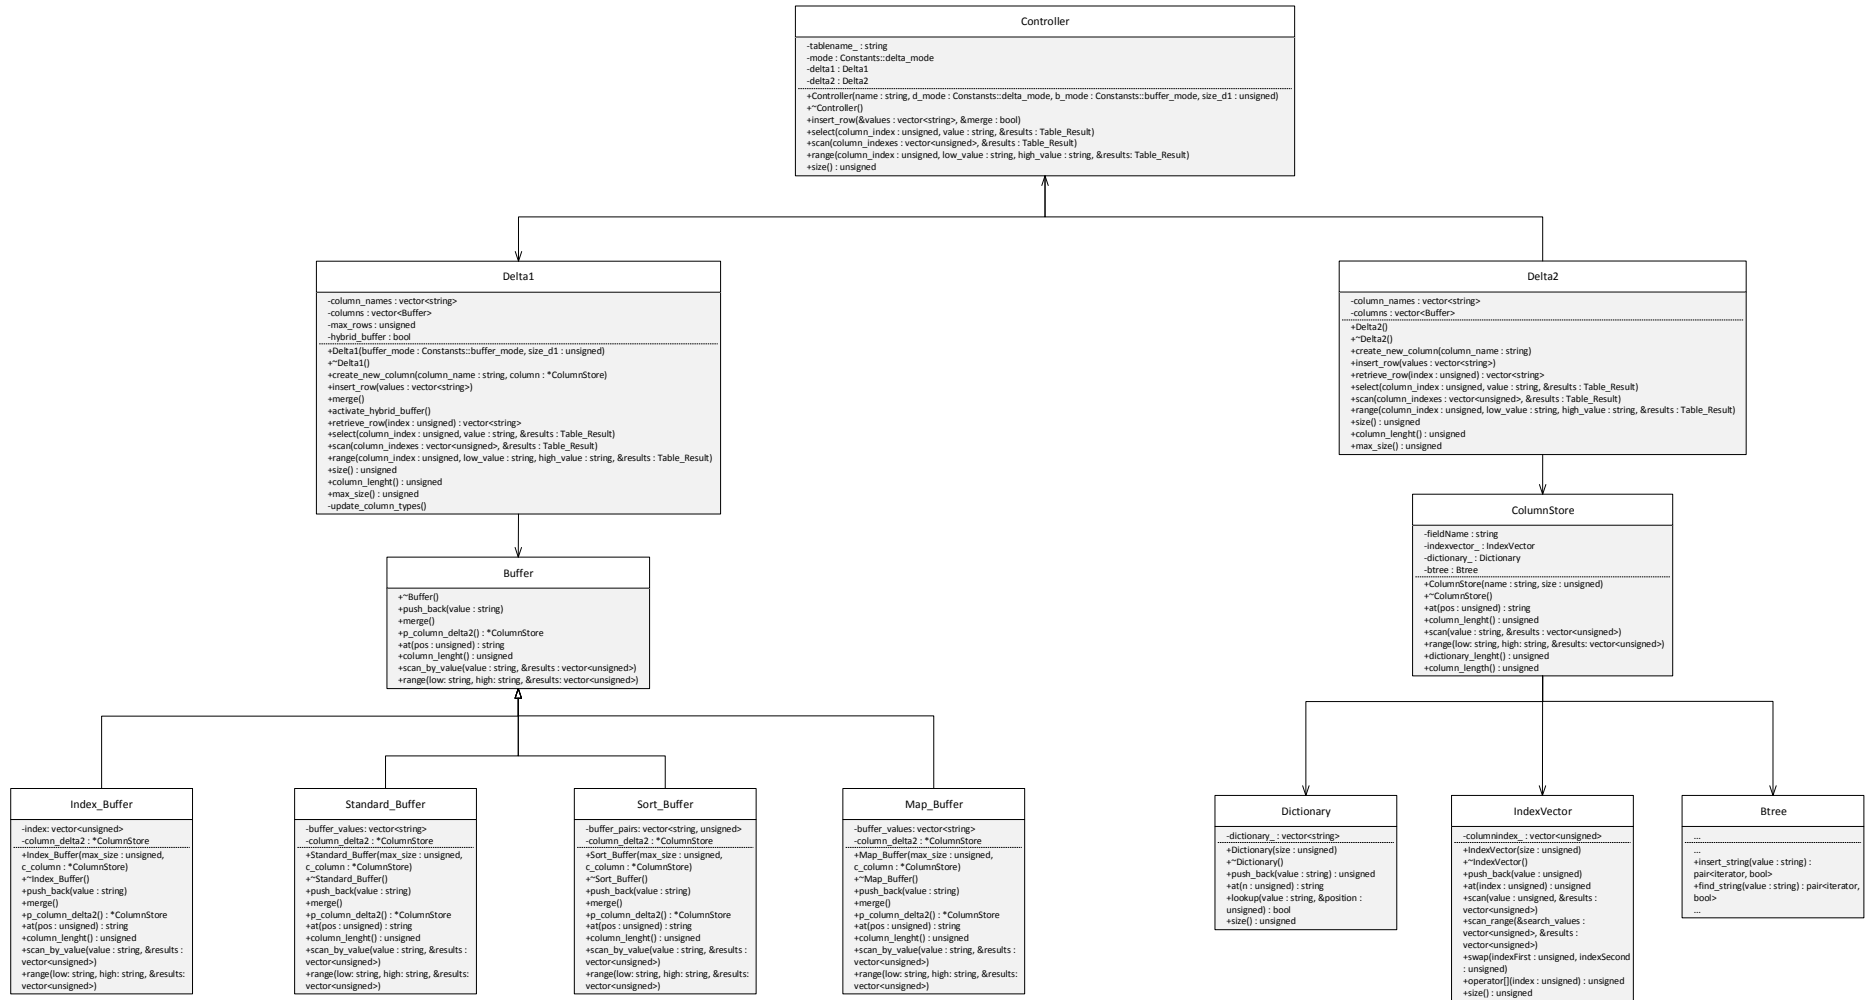 Controller
-tablename_ : string
-mode : Constants::delta_mode
-delta1 : Delta1
-delta2 : Delta2
+Controller(name : string, d_mode : Constansts::delta_mode, b_mode : Constansts::buffer_mode, size_d1 : unsigned)
+~Controller()
+insert_row(&values : vector<string>, &merge : bool)
+select(column_index : unsigned, value : string, &results : Table_Result)
+scan(column_indexes : vector<unsigned>, &results : Table_Result)
+range(column_index : unsigned, low_value : string, high_value : string, &results: Table_Result)
+size() : unsigned
Delta1
-column_names : vector<string>
-columns : vector<Buffer>
-max_rows : unsigned
-hybrid_buffer : bool
+Delta1(buffer_mode : Constansts::buffer_mode, size_d1 : unsigned)
+~Delta1()
+create_new_column(column_name : string, column : *ColumnStore)
+insert_row(values : vector<string>)
+merge()
+activate_hybrid_buffer()
+retrieve_row(index : unsigned) : vector<string>
+select(column_index : unsigned, value : string, &results : Table_Result)
+scan(column_indexes : vector<unsigned>, &results : Table_Result)
+range(column_index : unsigned, low_value : string, high_value : string, &results : Table_Result)
+size() : unsigned
+column_lenght() : unsigned
+max_size() : unsigned
-update_column_types()
Delta2
-column_names : vector<string>
-columns : vector<Buffer>
+Delta2()
+~Delta2()
+create_new_column(column_name : string)
+insert_row(values : vector<string>)
+retrieve_row(index : unsigned) : vector<string>
+select(column_index : unsigned, value : string, &results : Table_Result)
+scan(column_indexes : vector<unsigned>, &results : Table_Result)
+range(column_index : unsigned, low_value : string, high_value : string, &results : Table_Result)
+size() : unsigned
+column_lenght() : unsigned
+max_size() : unsigned
Buffer
+~Buffer()
+push_back(value : string)
+merge()
+p_column_delta2() : *ColumnStore
+at(pos : unsigned) : string
+column_lenght() : unsigned
+scan_by_value(value : string, &results : vector<unsigned>)
+range(low: string, high: string, &results: vector<unsigned>)
ColumnStore
-fieldName : string
-indexvector_ : IndexVector
-dictionary_ : Dictionary
-btree : Btree
+ColumnStore(name : string, size : unsigned)
+~ColumnStore()
+at(pos : unsigned) : string
+column_lenght() : unsigned
+scan(value : string, &results : vector<unsigned>)
+range(low: string, high: string, &results: vector<unsigned>)
+dictionary_lenght() : unsigned
+column_length() : unsigned
Index_Buffer
-index: vector<unsigned>
-column_delta2 : *ColumnStore
+Index_Buffer(max_size : unsigned,
c_column : *ColumnStore)
+~Index_Buffer()
+push_back(value : string)
+merge()
+p_column_delta2() : *ColumnStore
+at(pos : unsigned) : string
+column_lenght() : unsigned
+scan_by_value(value : string, &results :
vector<unsigned>)
+range(low: string, high: string, &results:
vector<unsigned>)
Standard_Buffer
-buffer_values: vector<string>
-column_delta2 : *ColumnStore
+Standard_Buffer(max_size : unsigned,
c_column : *ColumnStore)
+~Standard_Buffer()
+push_back(value : string)
+merge()
+p_column_delta2() : *ColumnStore
+at(pos : unsigned) : string
+column_lenght() : unsigned
+scan_by_value(value : string, &results :
vector<unsigned>)
+range(low: string, high: string, &results:
vector<unsigned>)
Sort_Buffer
-buffer_pairs: vector<string, unsigned>
-column_delta2 : *ColumnStore
+Sort_Buffer(max_size : unsigned,
c_column : *ColumnStore)
+~Sort_Buffer()
+push_back(value : string)
+merge()
+p_column_delta2() : *ColumnStore
+at(pos : unsigned) : string
+column_lenght() : unsigned
+scan_by_value(value : string, &results :
vector<unsigned>)
+range(low: string, high: string, &results:
vector<unsigned>)
Map_Buffer
-buffer_values: vector<string>
-column_delta2 : *ColumnStore
+Map_Buffer(max_size : unsigned,
c_column : *ColumnStore)
+~Map_Buffer()
+push_back(value : string)
+merge()
+p_column_delta2() : *ColumnStore
+at(pos : unsigned) : string
+column_lenght() : unsigned
+scan_by_value(value : string, &results :
vector<unsigned>)
+range(low: string, high: string, &results:
vector<unsigned>)
Dictionary
-dictionary_ : vector<string>
+Dictionary(size : unsigned)
+~Dictionary()
+push_back(value : string) : unsigned
+at(n : unsigned) : string
+lookup(value : string, &position :
unsigned) : bool
+size() : unsigned
IndexVector
-columnindex_ : vector<unsigned>
+IndexVector(size : unsigned)
+~IndexVector()
+push_back(value : unsigned)
+at(index : unsigned) : unsigned
+scan(value : unsigned, &results :
vector<unsigned>)
+scan_range(&search_values :
vector<unsigned>, &results :
vector<unsigned>)
+swap(indexFirst : unsigned, indexSecond
: unsigned)
+operator[](index : unsigned) : unsigned
+size() : unsigned
Btree
...
...
+insert_string(value : string) :
pair<iterator, bool>
+find_string(value : string) : pair<iterator,
bool>
...